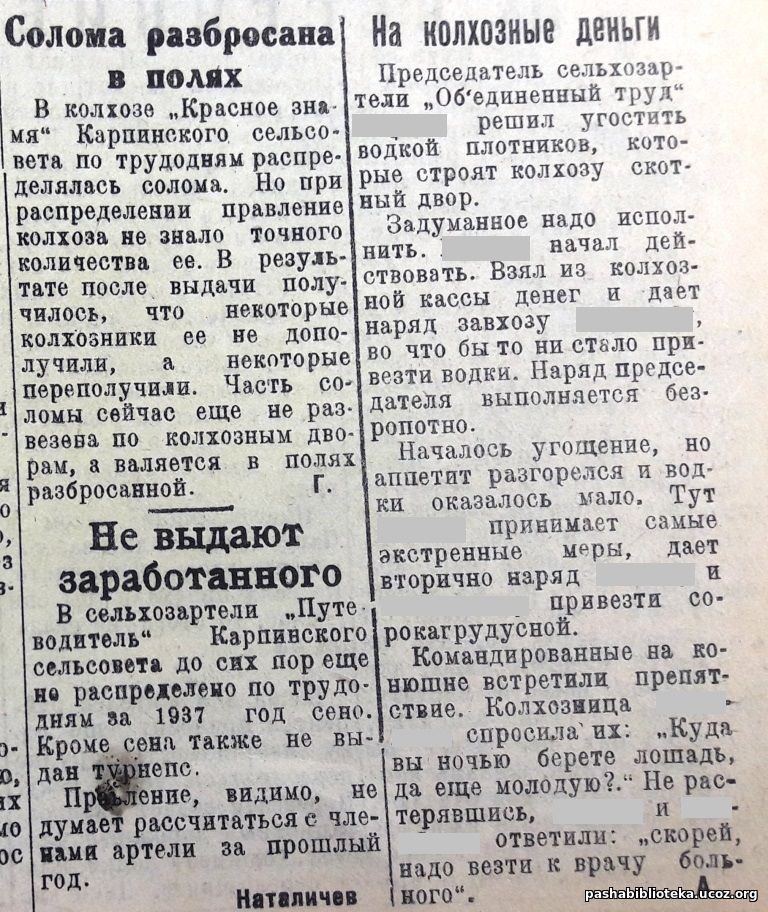 Солома разбросана
в полях
В колхозе „Красное зна-
мя“ Карпинского сельсо-
вета по трудодням распре-
делялась солома. Но при
распределении правление
колхоза не знало точного
количества ее. В резуль-
тате после выдачи полу-
чилось, что некоторые
колхозники ее не допо-
лучили, а некоторые
переполучили. Часть со-
ломы сейчас еще не раз-
везена по колхозным дво-
рам, а валяется в полях
разбросанной. Г.
Не выдают
заработанного
В сельхозартели „Путе-
водитель“ Карпинского
сельсовета до сих пор еще
не распределено по трудо-
дням за 1937 год сено.
Кроме сена также не вы-
дан турнепс.
Правление, видимо, не
думает рассчитаться с чле-
нами артели за прошлый
год.
Наталичев
На колхозные деньги
Председатель сельхозар-
тели „Об‘единенный труд“
решил угостить
водкой плотников, кото-
рые строят колхозу скот-
ный двор.
Задуманное надо испол-
нить. начал дей-
ствовать. Взял из колхоз-
ной кассы денег и дает
наряд завхозу ,
во что бы то ни стало при-
везти водки. Наряд предсе-
дателя выполняется без-
ропотно.
Началось угощение, но
аппетит разгорелся и вод-
ки оказалось мало. Тут
принимает самые
экстренные меры, дает
вторично наряд и
привезти со-
рокаградусной.
Командированные на ко-
нюшне встретили препят-
ствие. Колхозница
спросила их: „Куда
вы ночью берете лошадь,
да еще молодую?.“ Не рас-
терявшись, и
ответили: „скорей,
надо везти к врачу боль-
ного“. А.
pashabiblioteka.ucoz.org